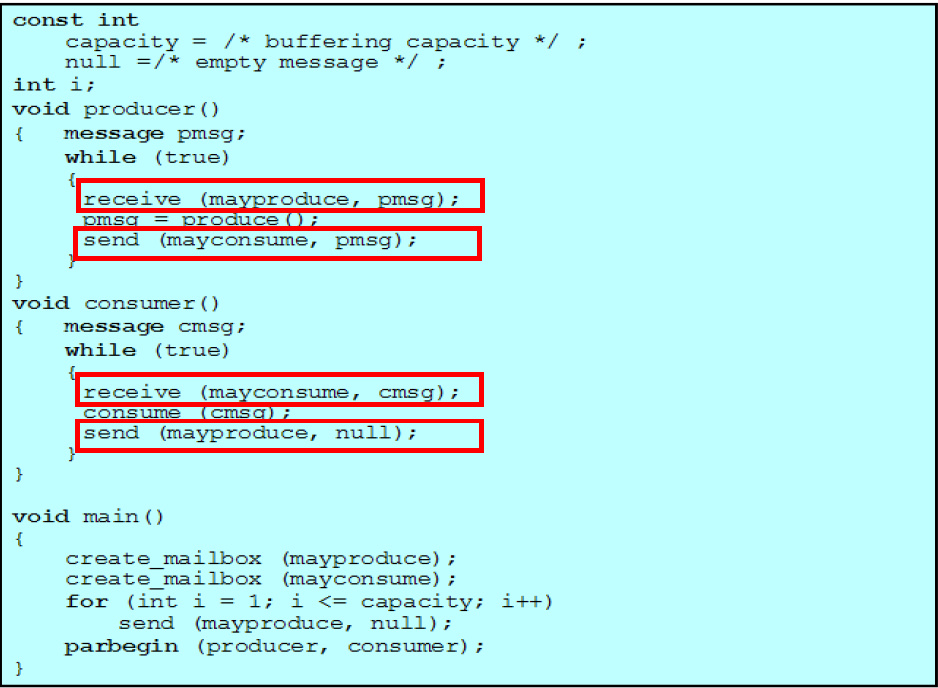 const int
    capacity = /* buffering capacity */ ;
    null =/* empty message */ ;
int i;
void producer()
{   message pmsg;
    while (true)
    {
     receive (mayproduce, pmsg);
     pmsg = produce();
     send (mayconsume, pmsg);
    }
}
void consumer()
{   message cmsg;
    while (true)
    {
     receive (mayconsume, cmsg);
     consume (cmsg);
     send (mayproduce, null);
    }
}
void main()
{
    create_mailbox (mayproduce);
    create_mailbox (mayconsume);
    for (int i = 1; i <= capacity; i++)
       send (mayproduce, null);
    parbegin (producer, consumer);
}